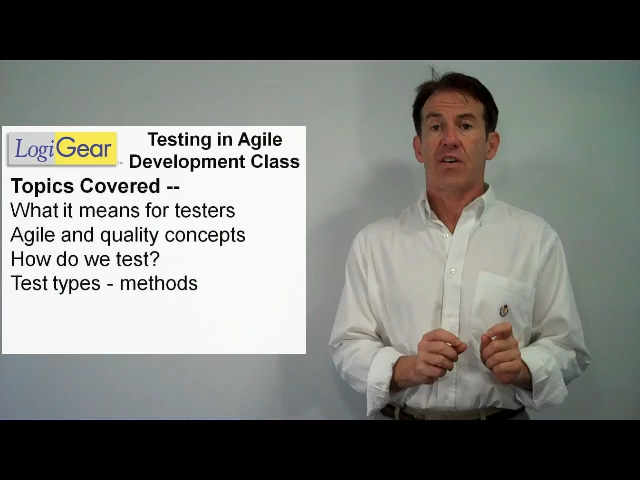 LogiGear
Testing in Agile
Development Class
Topics Covered --
What it means for testers
Agile and quality concepts
How do we test?
Test types - methods